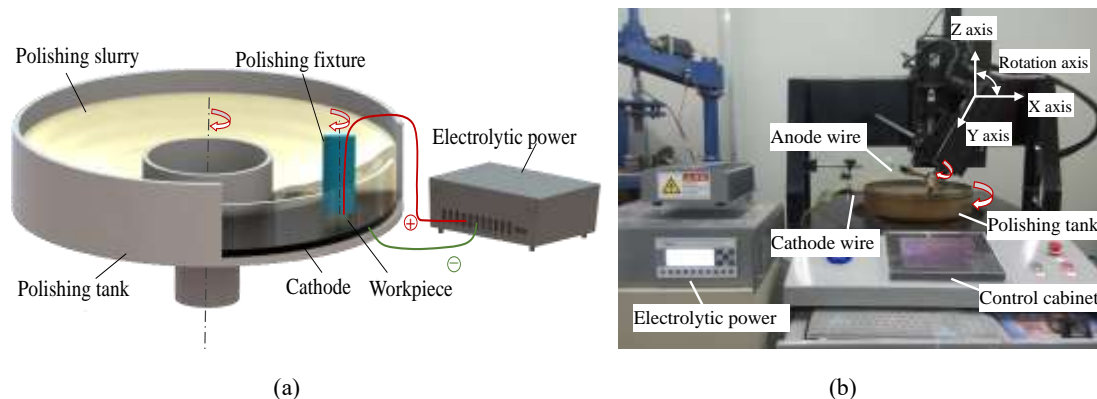 Polishing slurry
Polishing fixture
Electrolytic power
⊕
⊖
Polishing tank
Cathode
Workpiece
(a)
Z axis
Rotation axis
X axis
Y axis
Anode wire
Cathode wire
Polishing tank
Control cabinet
Electrolytic power
(b)